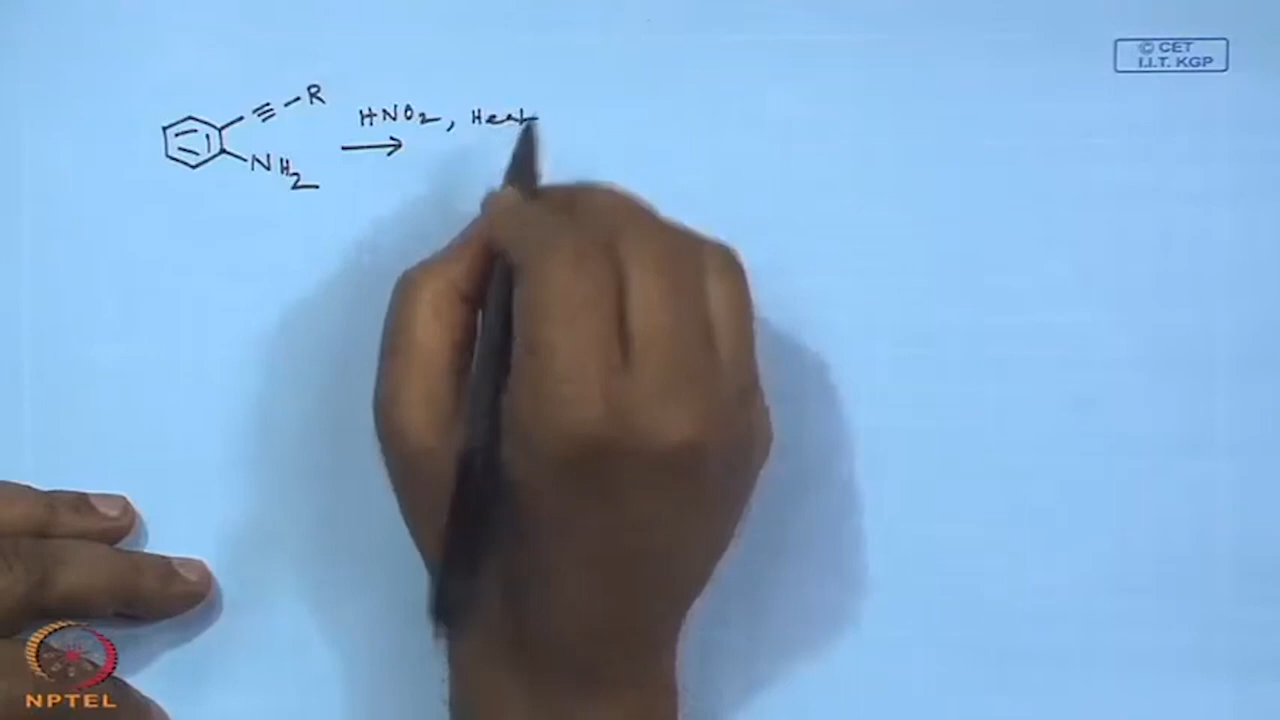 © CET
I.I.T. KGP
R
HNO2, Heat
NH2
NPTEL